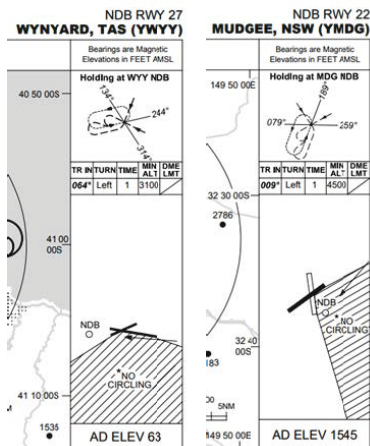 NDB RWY 27
WYNYARD, TAS (YWYY)
Bearings are Magnetic
Elevations in FEET AMSL
Holding at WYY NDB
134°
244°
314°
TR IN TURN TIME MIN ALT DME LMT
064° Left 1 3100
40 50 00S
41 00 00S
NDB
*NO CIRCLING
41 10 00S
1535
AD ELEV 63
NDB RWY 22
MUDGEE, NSW (YMDG)
Bearings are Magnetic
Elevations in FEET AMSL
149 50 00E
Holding at MDG NDB
189°
079°
259°
TR IN TURN TIME MIN ALT DME LMT
009° Left 1 4500
32 30 00S
2786
NDB
*NO CIRCLING
32 40 00S
183
00
5NM
149 50 00E
AD ELEV 1545